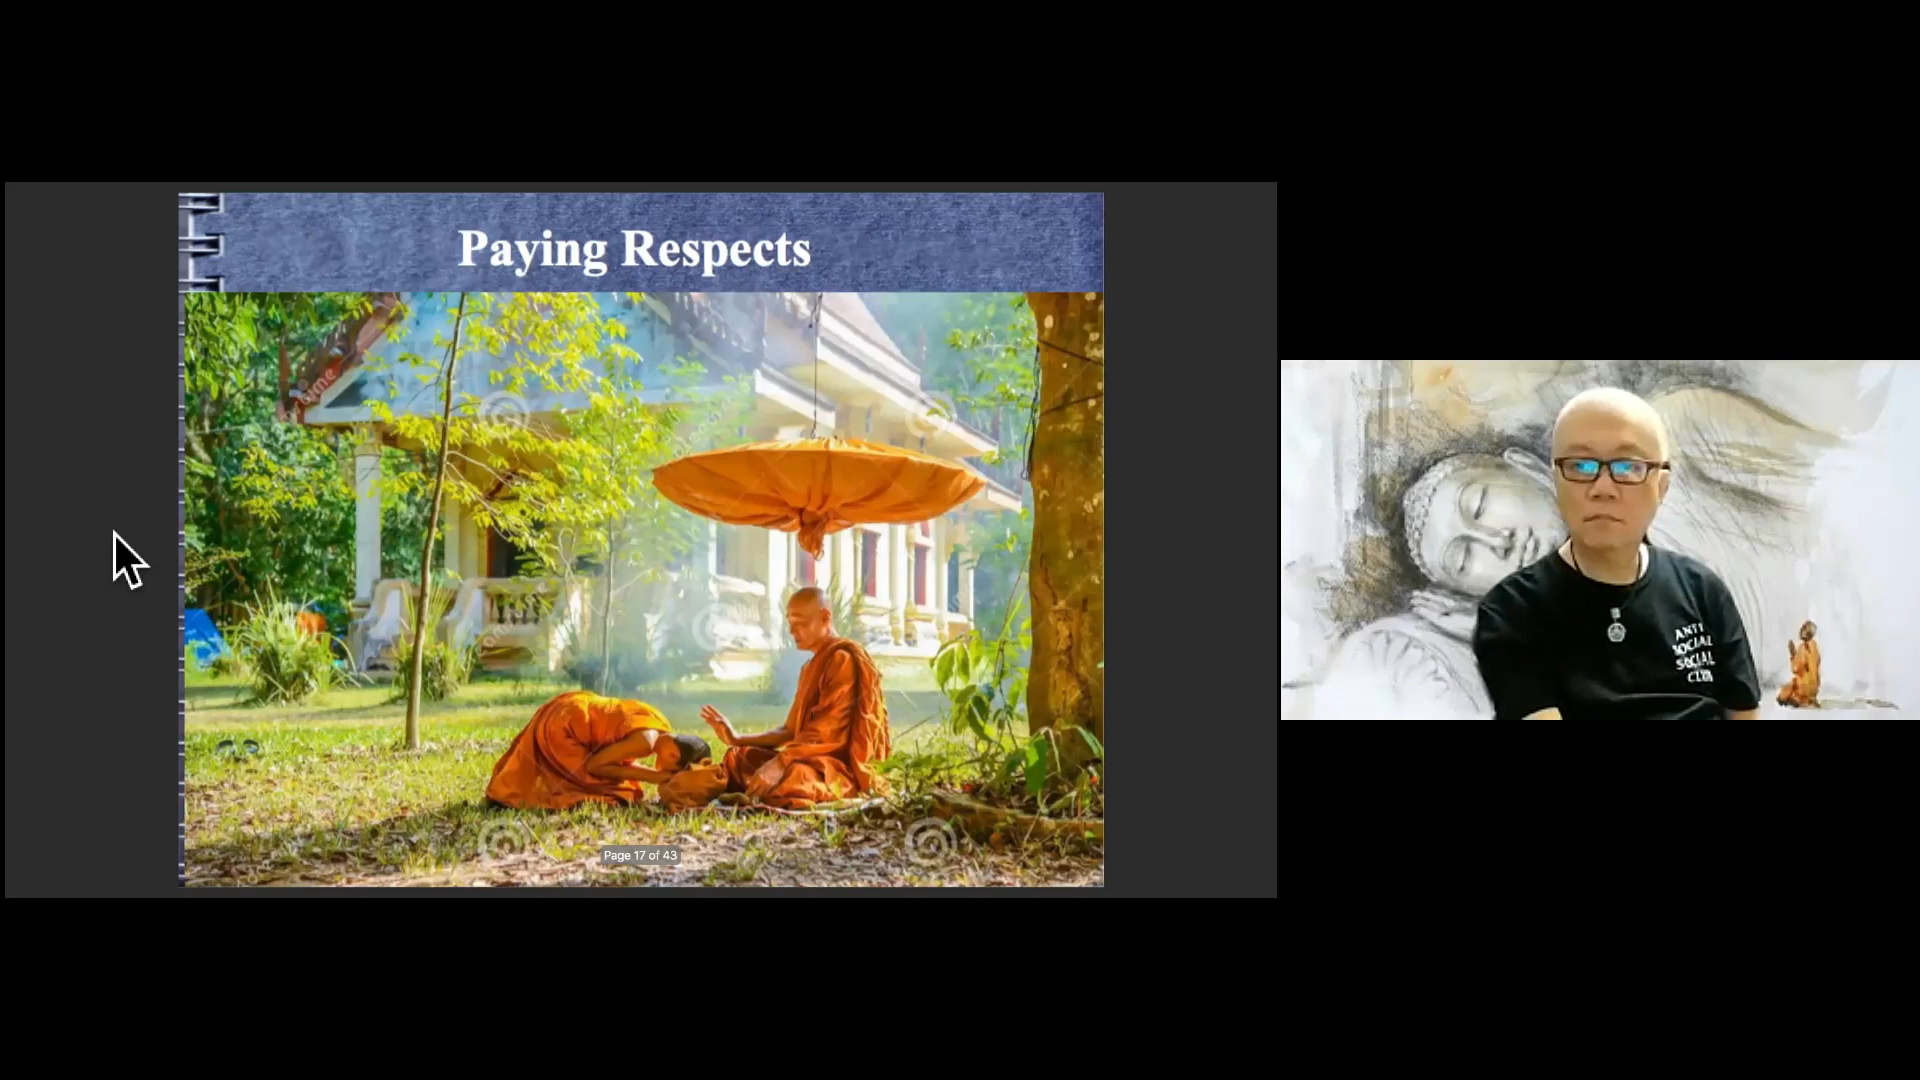 Paying Respects
Page 17 of 43
ANTI
SOCIAL
SOCIAL
CLUB